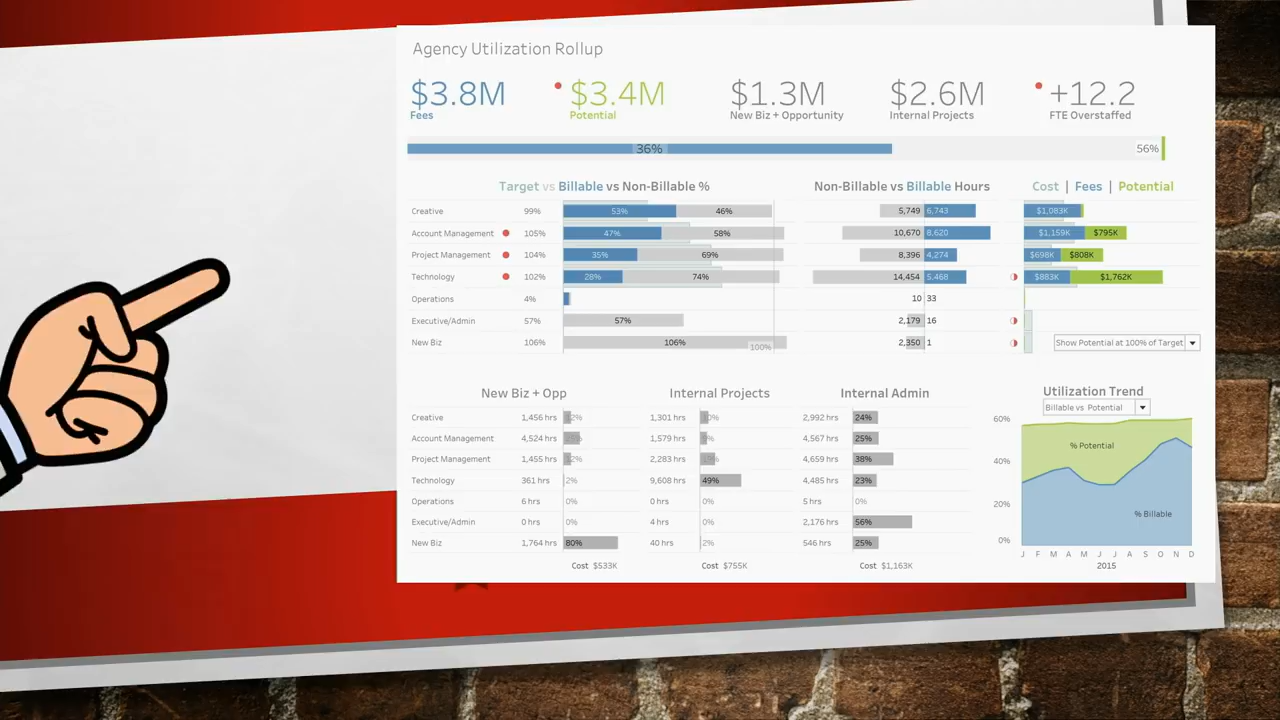 Agency Utilization Rollup
$3.8M $3.4M $1.3M $2.6M +12.2
Fees Potential New Biz + Opportunity Internal Projects FTE Overstaffed
36% 56%
Target vs Billable vs Non-Billable % Non-Billable vs Billable Hours Cost | Fees | Potential
Creative 99% 53% 46% 5,749 6,743 $1,083K
Account Management 105% 47% 58% 10,670 8,620 $1,159K $795K
Project Management 104% 35% 69% 8,396 4,274 $698K $808K
Technology 102% 28% 74% 14,454 5,468 $883K $1,762K
Operations 4% 10 33
Executive/Admin 57% 57% 2,179 16
New Biz 106% 106% 100% 2,350 1 Show Potential at 100% of Target
New Biz + Opp Internal Projects Internal Admin Utilization Trend
Billable vs Potential
Creative 1,456 hrs 1,301 hrs 2,992 hrs 24% 60%
Account Management 4,524 hrs 1,579 hrs 4,567 hrs 25% % Potential
Project Management 1,455 hrs 2,283 hrs 4,659 hrs 38% 40%
Technology 361 hrs 2% 9,608 hrs 49% 4,485 hrs 23%
Operations 6 hrs 0% 0 hrs 0% 5 hrs 0% 20%
Executive/Admin 0 hrs 0% 4 hrs 0% 2,176 hrs 56% % Billable
New Biz 1,764 hrs 80% 40 hrs 2% 546 hrs 25% 0%
J F M A M J J A S O N D
Cost $533K Cost $755K Cost $1,163K 2015